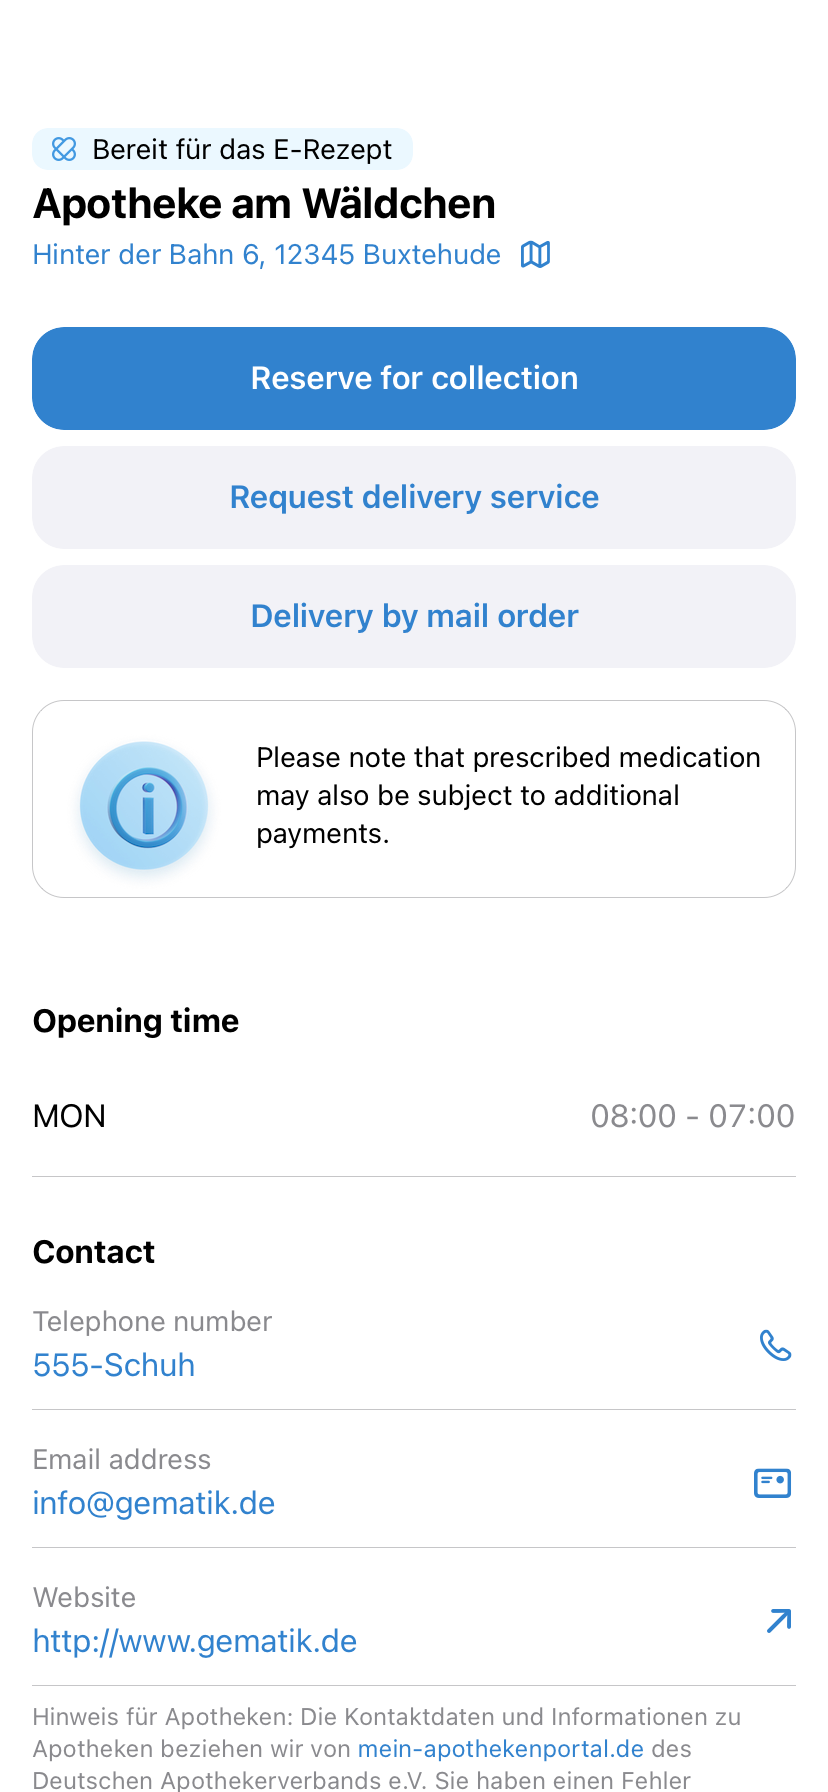 Bereit für das E-Rezept
Apotheke am Wäldchen
Hinter der Bahn 6, 12345 Buxtehude
Reserve for collection
Request delivery service
Delivery by mail order
Please note that prescribed medication
may also be subject to additional
payments.
Opening time
MON 08:00 - 07:00
Contact
Telephone number
555-Schuh
Email address
info@gematik.de
Website
http://www.gematik.de
Hinweis für Apotheken: Die Kontaktdaten und Informationen zu
Apotheken beziehen wir von mein-apothekenportal.de des
Deutschen Apothekerverbands e.V. Sie haben einen Fehler